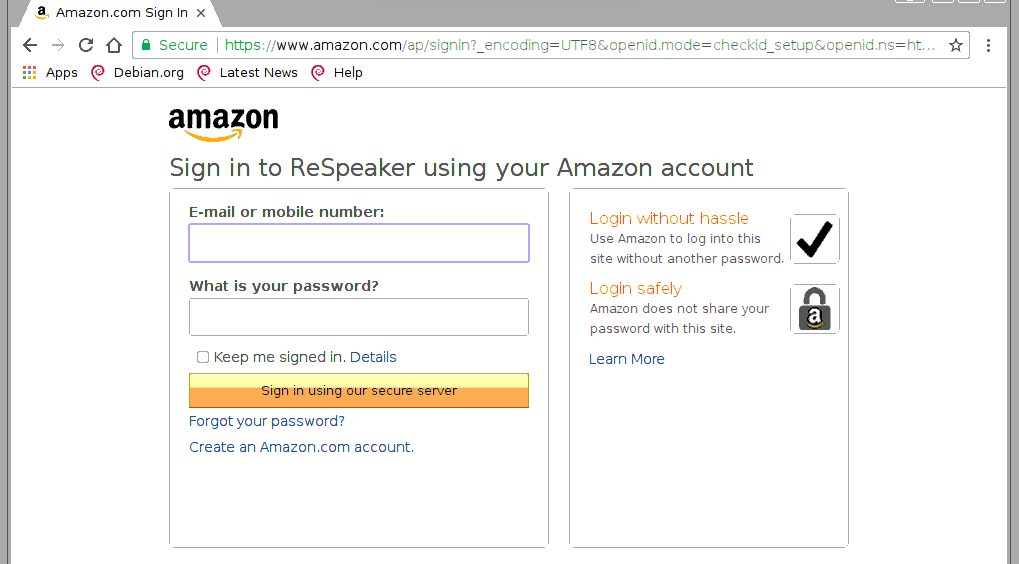 Amazon.com Sign In
Secure https://www.amazon.com/ap/signin?_encoding=UTF8&openid.mode=checkid_setup&openid.ns=ht...
Apps Debian.org Latest News Help
amazon
Sign in to ReSpeaker using your Amazon account
E-mail or mobile number:
What is your password?
Keep me signed in. Details
Sign in using our secure server
Forgot your password?
Create an Amazon.com account.
Login without hassle
Use Amazon to log into this
site without another password.
Login safely
Amazon does not share your
password with this site.
Learn More